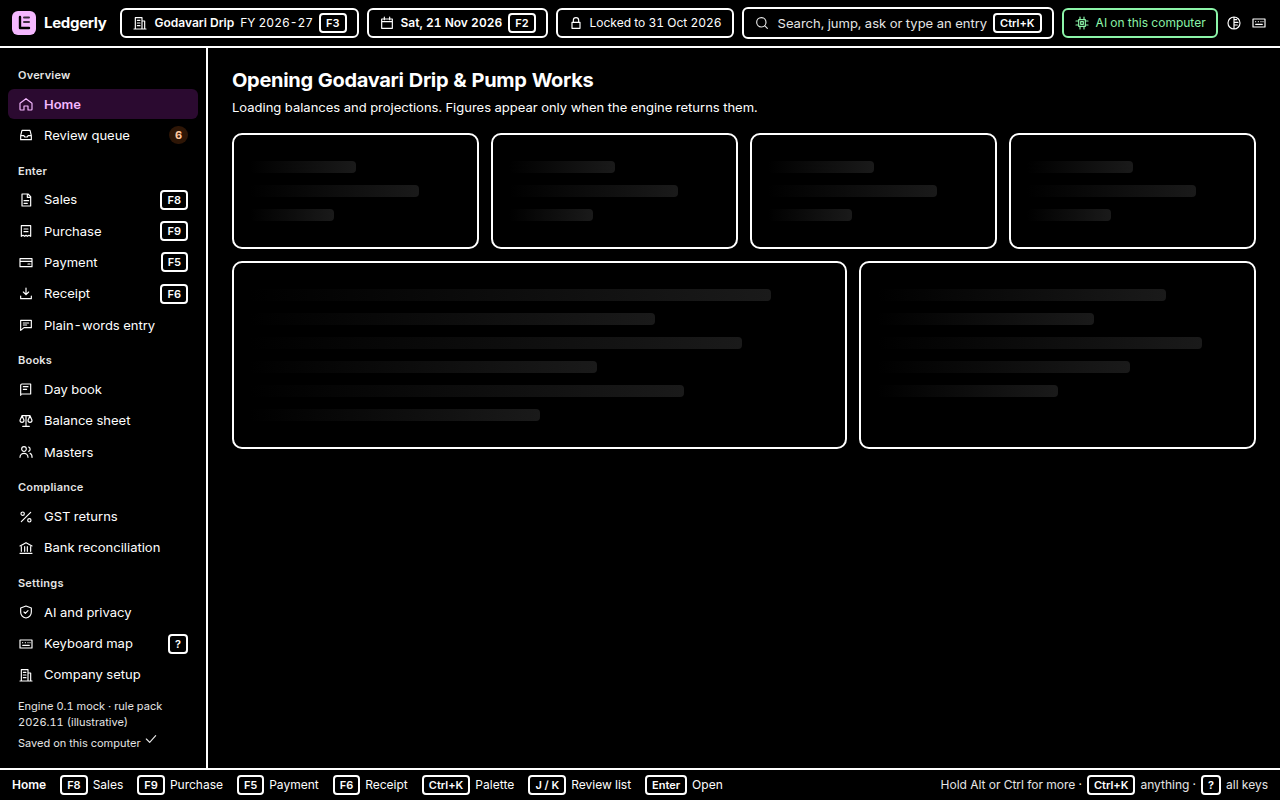 Ledgerly
Godavari Drip FY 2026-27 F3
Sat, 21 Nov 2026 F2
Locked to 31 Oct 2026
Search, jump, ask or type an entry Ctrl+K
AI on this computer
Overview
Home
Review queue 6
Enter
Sales F8
Purchase F9
Payment F5
Receipt F6
Plain-words entry
Books
Day book
Balance sheet
Masters
Compliance
GST returns
Bank reconciliation
Settings
AI and privacy
Keyboard map ?
Company setup
Engine 0.1 mock · rule pack
2026.11 (illustrative)
Saved on this computer
Opening Godavari Drip & Pump Works
Loading balances and projections. Figures appear only when the engine returns them.
Home F8 Sales F9 Purchase F5 Payment F6 Receipt Ctrl+K Palette J / K Review list Enter Open
Hold Alt or Ctrl for more · Ctrl+K anything · ? all keys